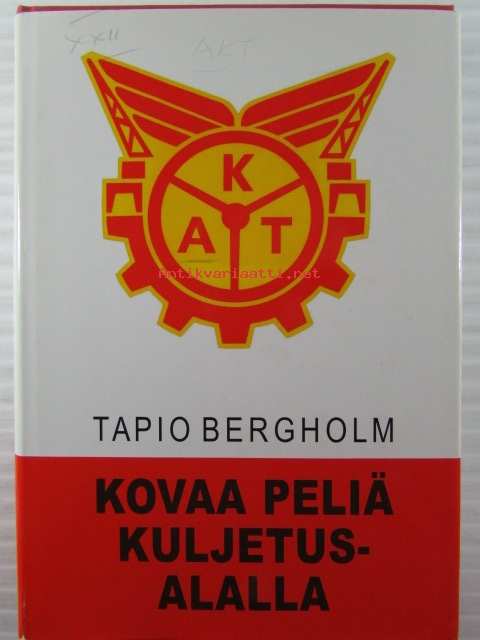 XXII
AKT
K
A T
antikvariaatti.net
TAPIO BERGHOLM
KOVAA PELIÄ
KULJETUS-
ALALLA